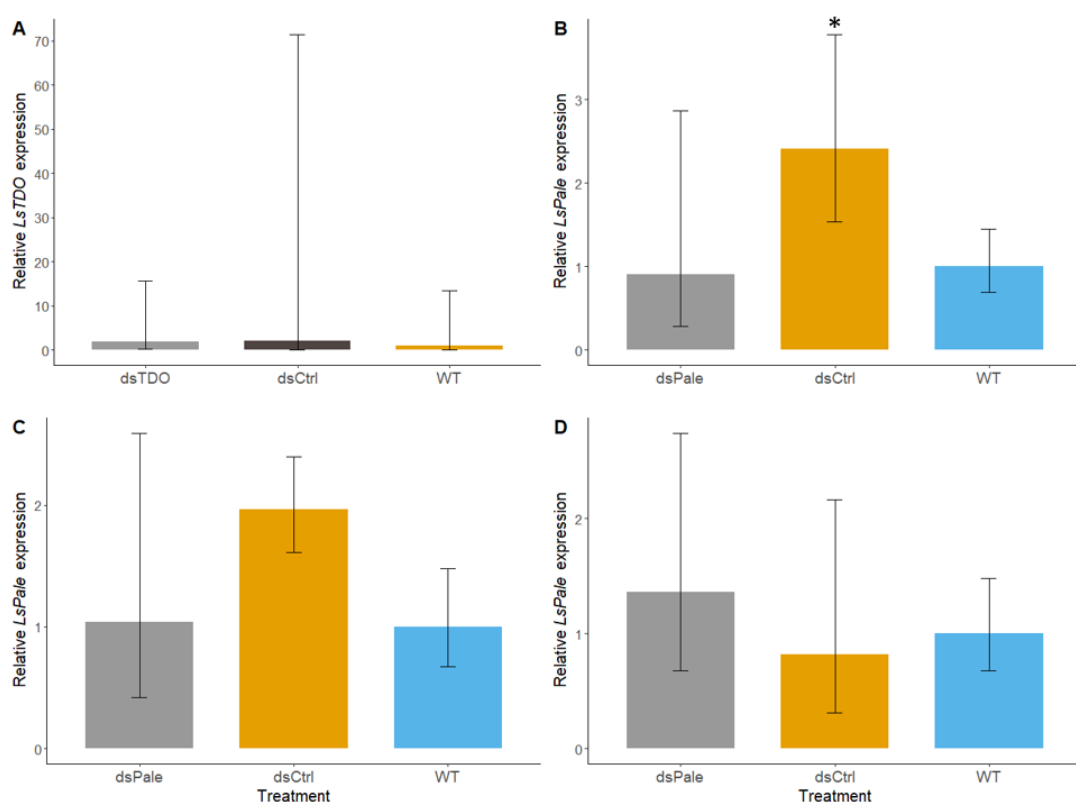 A
Relative LsTDO expression
70
60
50
40
30
20
10
0
dsTDO dsCtrl WT
B
*
Relative LsPale expression
3
2
1
0
dsPale dsCtrl WT
C
Relative LsPale expression
2
1
0
dsPale dsCtrl WT
Treatment
D
Relative LsPale expression
2
1
0
dsPale dsCtrl WT
Treatment